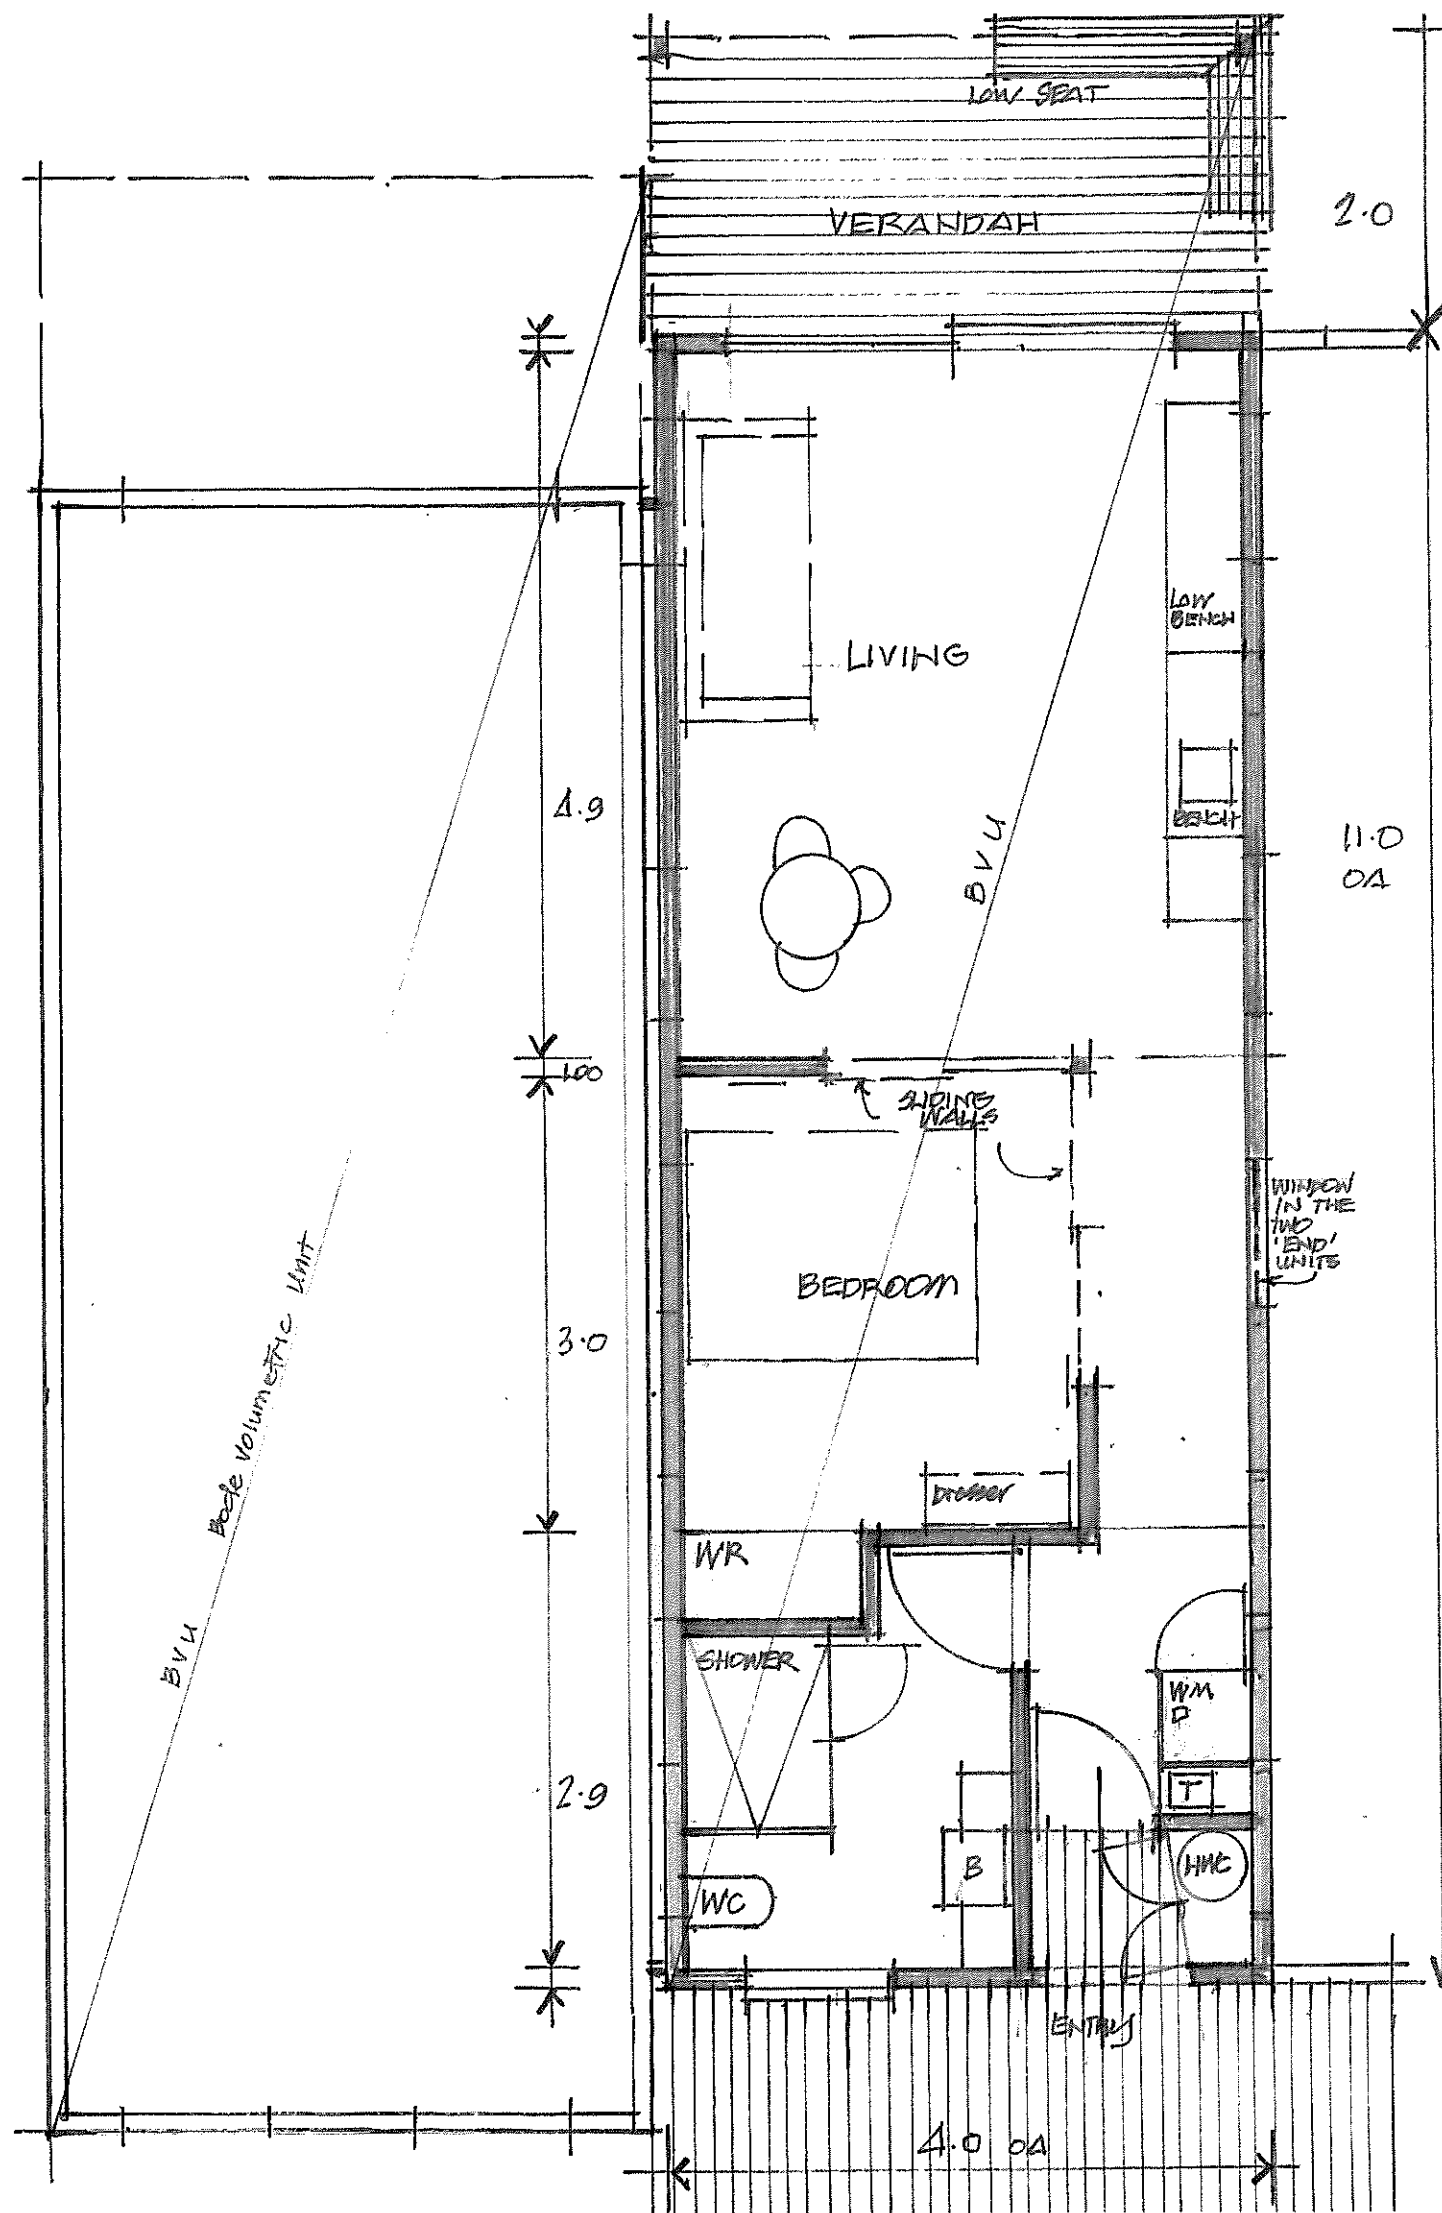 LOW SEAT
VERANDAH
2.0
LIVING
LOW
BENCH
4.9
BENCH
BVU
11.0
OA
100
SLIDING
WALLS
WINDOW
IN THE
TWO
'END'
UNITS
BEDROOM
3.0
Bode Volumetric Unit
BVU
Dresser
WR
SHOWER
WM
D
T
2.9
B
HWC
WC
ENTRY
4.0 OA